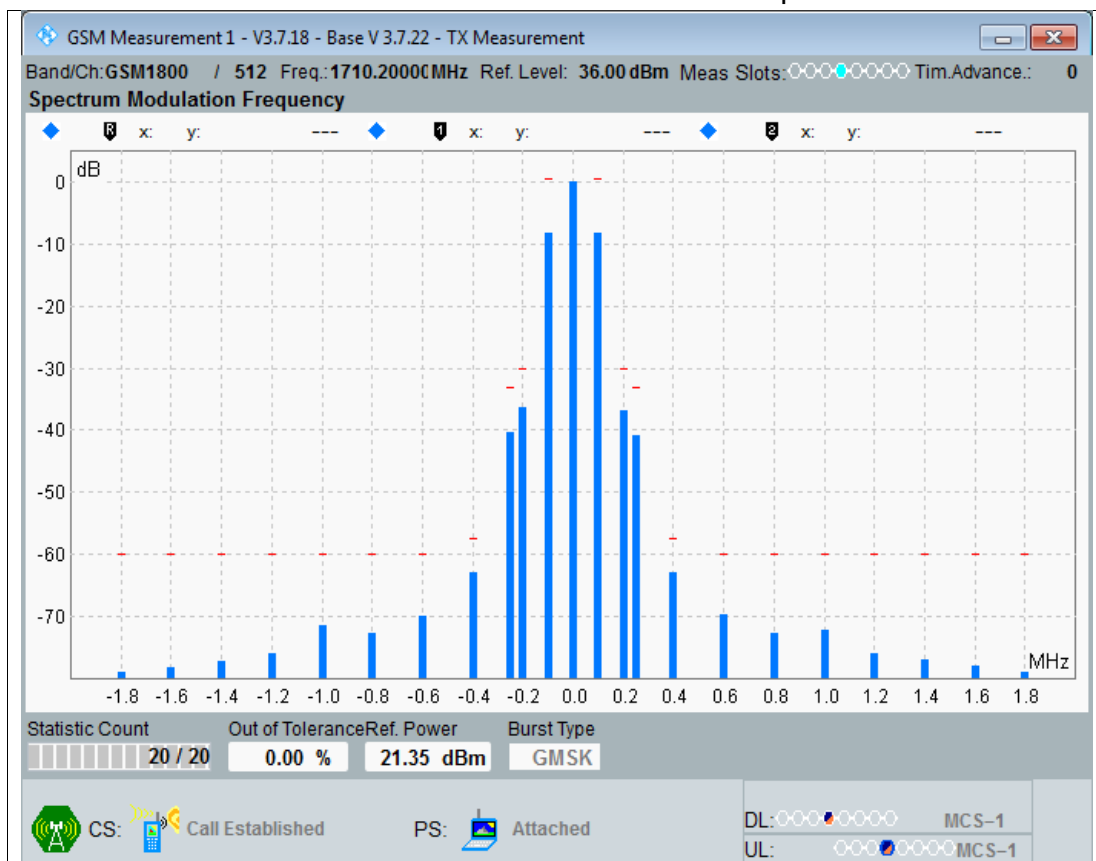 GSM Measurement 1 - V3.7.18 - Base V 3.7.22 - TX Measurement
Band/Ch:GSM1800 / 512 Freq.:1710.20000MHz Ref. Level: 36.00 dBm Meas Slots: Tim.Advance.: 0
Spectrum Modulation Frequency
R x: y: --- 1 x: y: --- 2 x: y: ---
dB
0
-10
-20
-30
-40
-50
-60
-70
MHz
-1.8 -1.6 -1.4 -1.2 -1.0 -0.8 -0.6 -0.4 -0.2 0.0 0.2 0.4 0.6 0.8 1.0 1.2 1.4 1.6 1.8
Statistic Count Out of Tolerance Ref. Power Burst Type
20 / 20 0.00 % 21.35 dBm GMSK
CS: Call Established PS: Attached
DL: MCS-1
UL: MCS-1